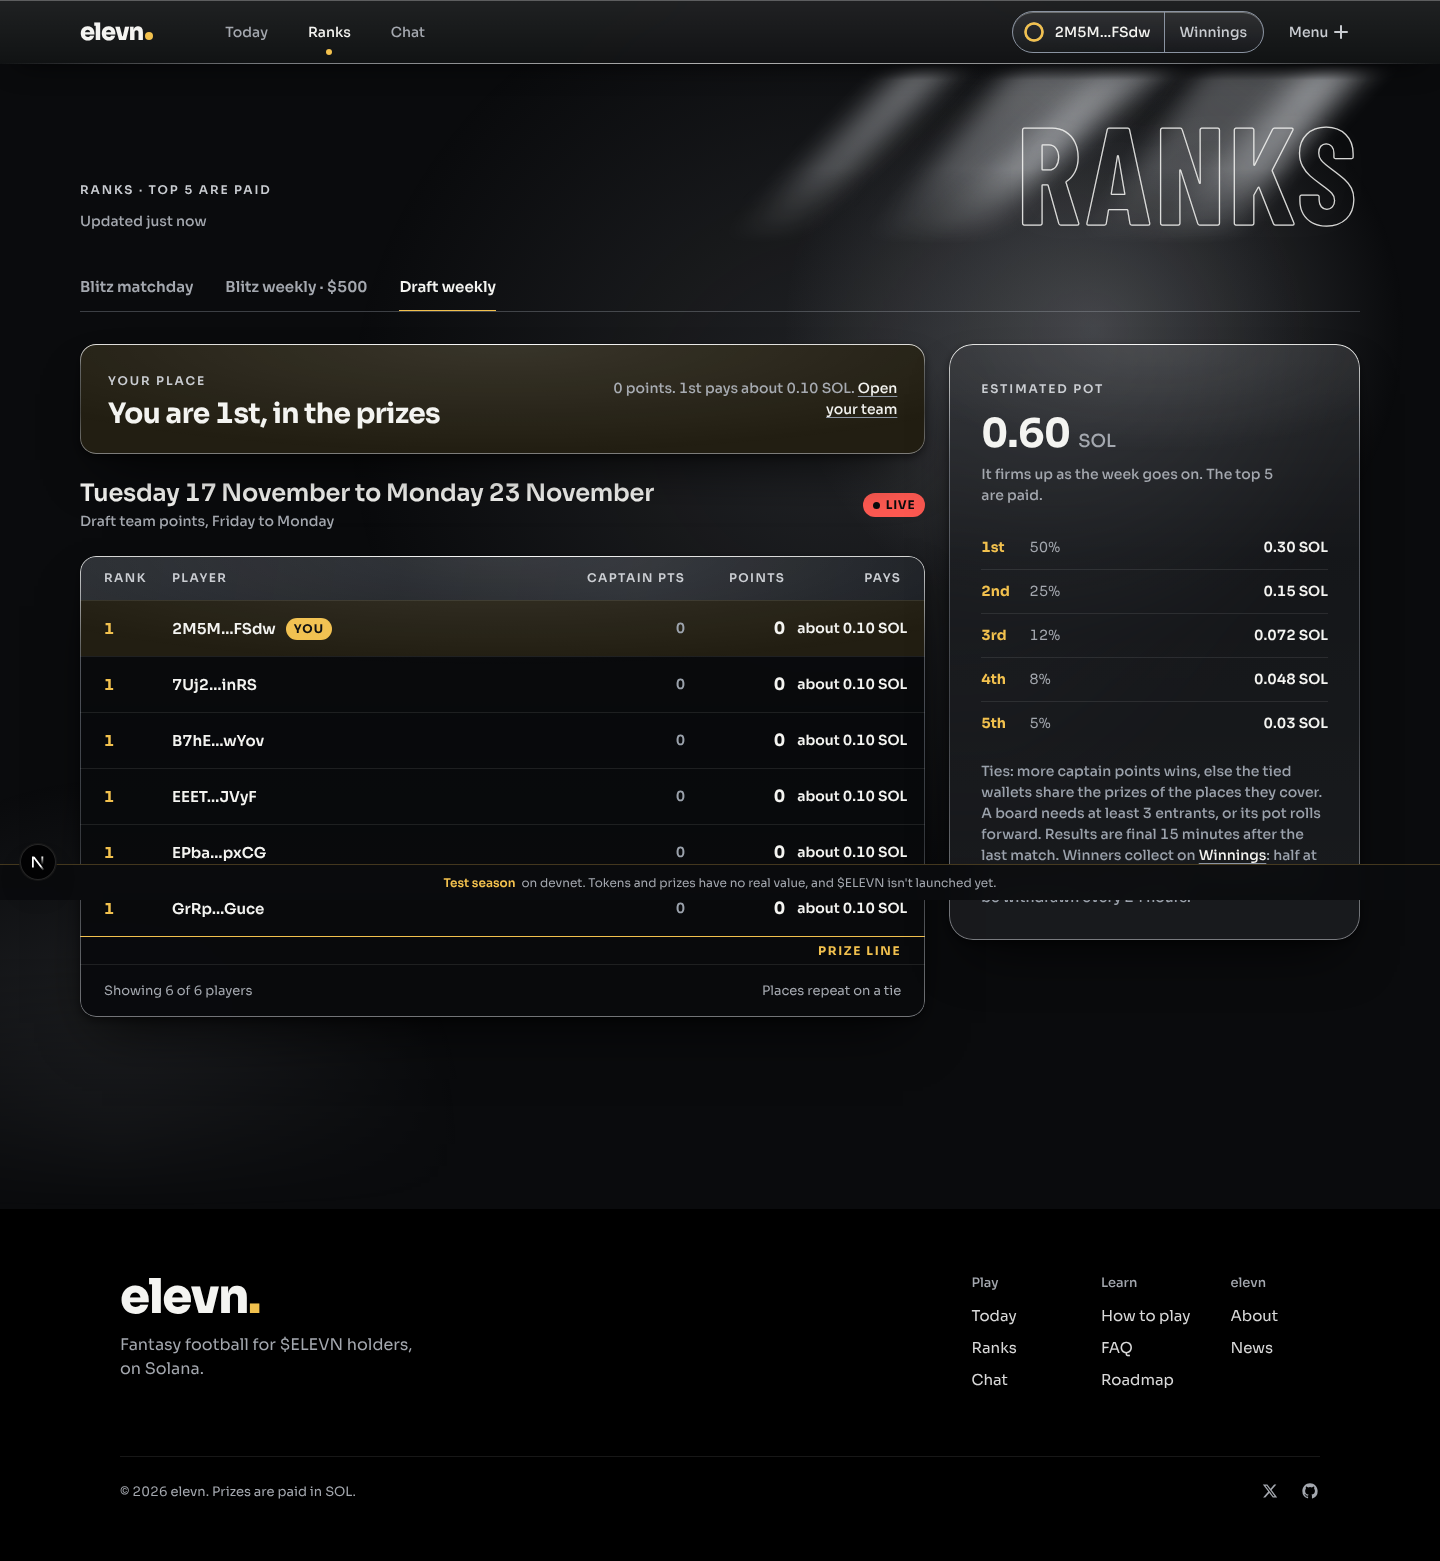 elevn.
Today
Ranks
Chat
2M5M...FSdw
Winnings
Menu
RANKS
RANKS · TOP 5 ARE PAID
Updated just now
Blitz matchday
Blitz weekly · $500
Draft weekly
YOUR PLACE
You are 1st, in the prizes
0 points. 1st pays about 0.10 SOL. Open
your team
Tuesday 17 November to Monday 23 November
Draft team points, Friday to Monday
LIVE
RANK PLAYER CAPTAIN PTS POINTS PAYS
1 2M5M...FSdw YOU 0 0 about 0.10 SOL
1 7Uj2...inRS 0 0 about 0.10 SOL
1 B7hE...wYov 0 0 about 0.10 SOL
1 EEET...JVyF 0 0 about 0.10 SOL
1 EPba...pxCG 0 0 about 0.10 SOL
1 GrRp...Guce 0 0 about 0.10 SOL
PRIZE LINE
Showing 6 of 6 players
Places repeat on a tie
ESTIMATED POT
0.60 SOL
It firms up as the week goes on. The top 5
are paid.
1st 50% 0.30 SOL
2nd 25% 0.15 SOL
3rd 12% 0.072 SOL
4th 8% 0.048 SOL
5th 5% 0.03 SOL
Ties: more captain points wins, else the tied
wallets share the prizes of the places they cover.
A board needs at least 3 entrants, or its pot rolls
forward. Results are final 15 minutes after the
last match. Winners collect on Winnings: half at
N
Test season on devnet. Tokens and prizes have no real value, and $ELEVN isn't launched yet.
elevn.
Fantasy football for $ELEVN holders,
on Solana.
Play
Today
Ranks
Chat
Learn
How to play
FAQ
Roadmap
elevn
About
News
© 2026 elevn. Prizes are paid in SOL.